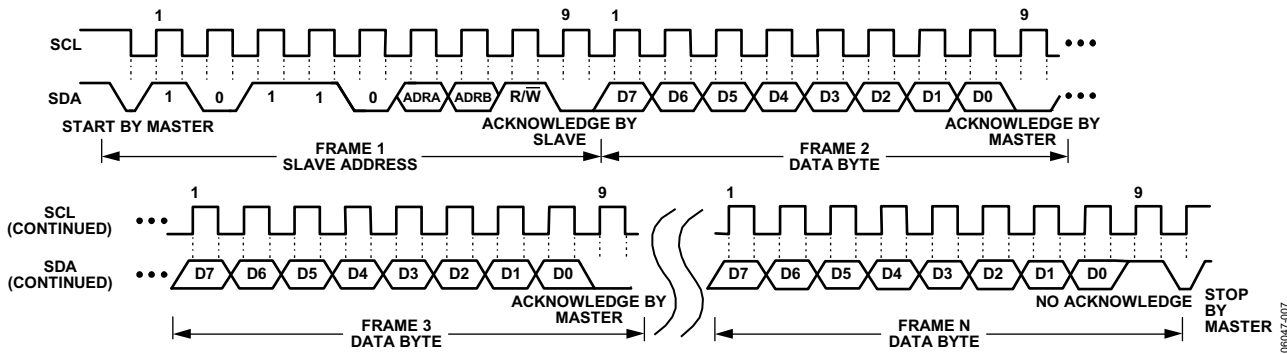 1 9 1 9
SCL
SDA 1 0 1 1 0 ADRA ADRB R/W̅ D7 D6 D5 D4 D3 D2 D1 D0
START BY MASTER
ACKNOWLEDGE BY
SLAVE
ACKNOWLEDGE BY
MASTER
FRAME 1
SLAVE ADDRESS
FRAME 2
DATA BYTE
1 9 1 9
SCL
(CONTINUED)
SDA
(CONTINUED)
D7 D6 D5 D4 D3 D2 D1 D0
D7 D6 D5 D4 D3 D2 D1 D0
ACKNOWLEDGE BY
MASTER
NO ACKNOWLEDGE
STOP
BY
MASTER
FRAME 3
DATA BYTE
FRAME N
DATA BYTE
06047-007